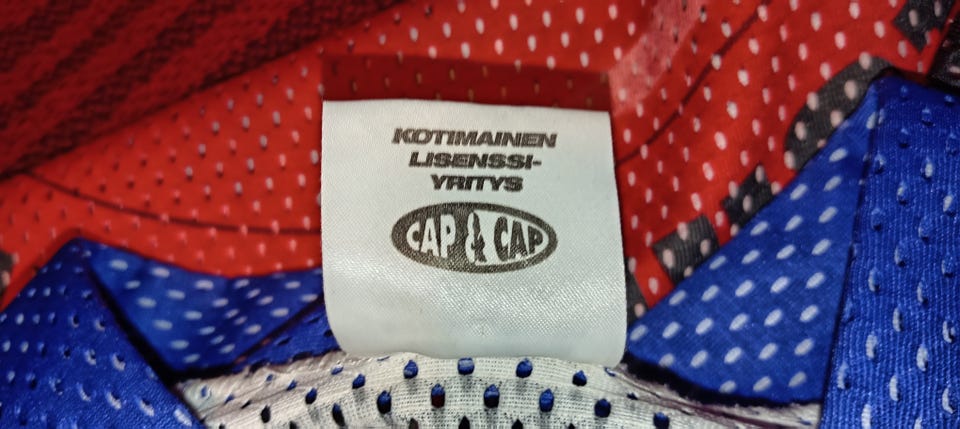 KOTIMAINEN
LISENSSI-
YRITYS
CAP & CAP